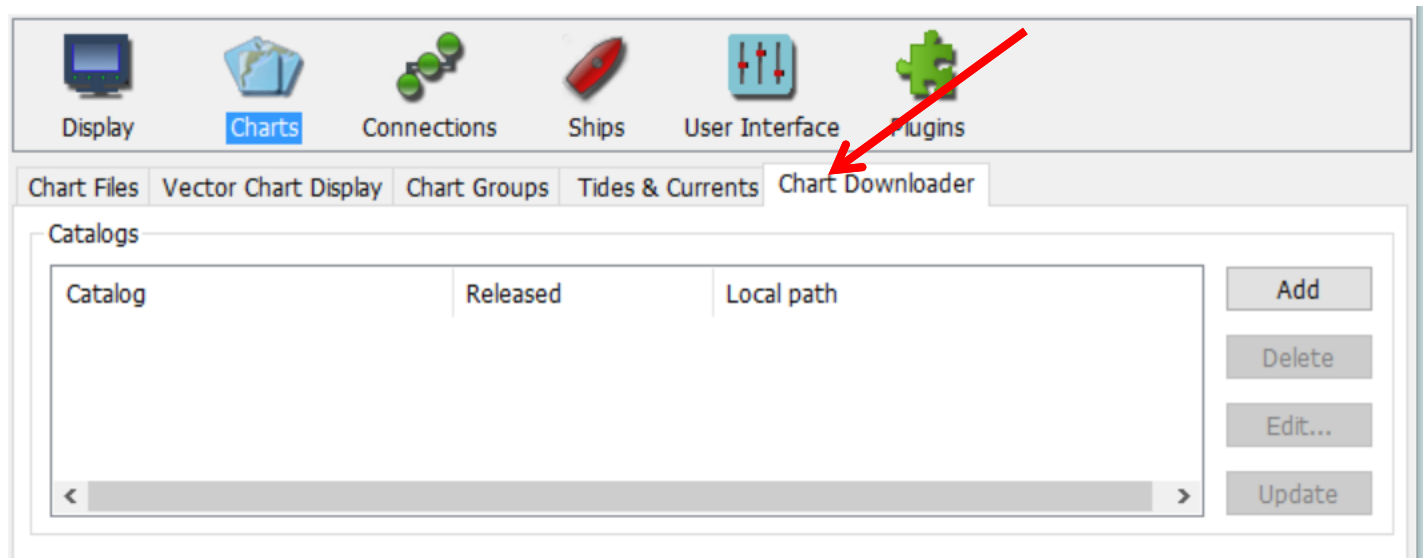 Display Charts Connections Ships User Interface Plugins
Chart Files Vector Chart Display Chart Groups Tides & Currents Chart Downloader
Catalogs
Catalog Released Local path
Add
Delete
Edit...
Update